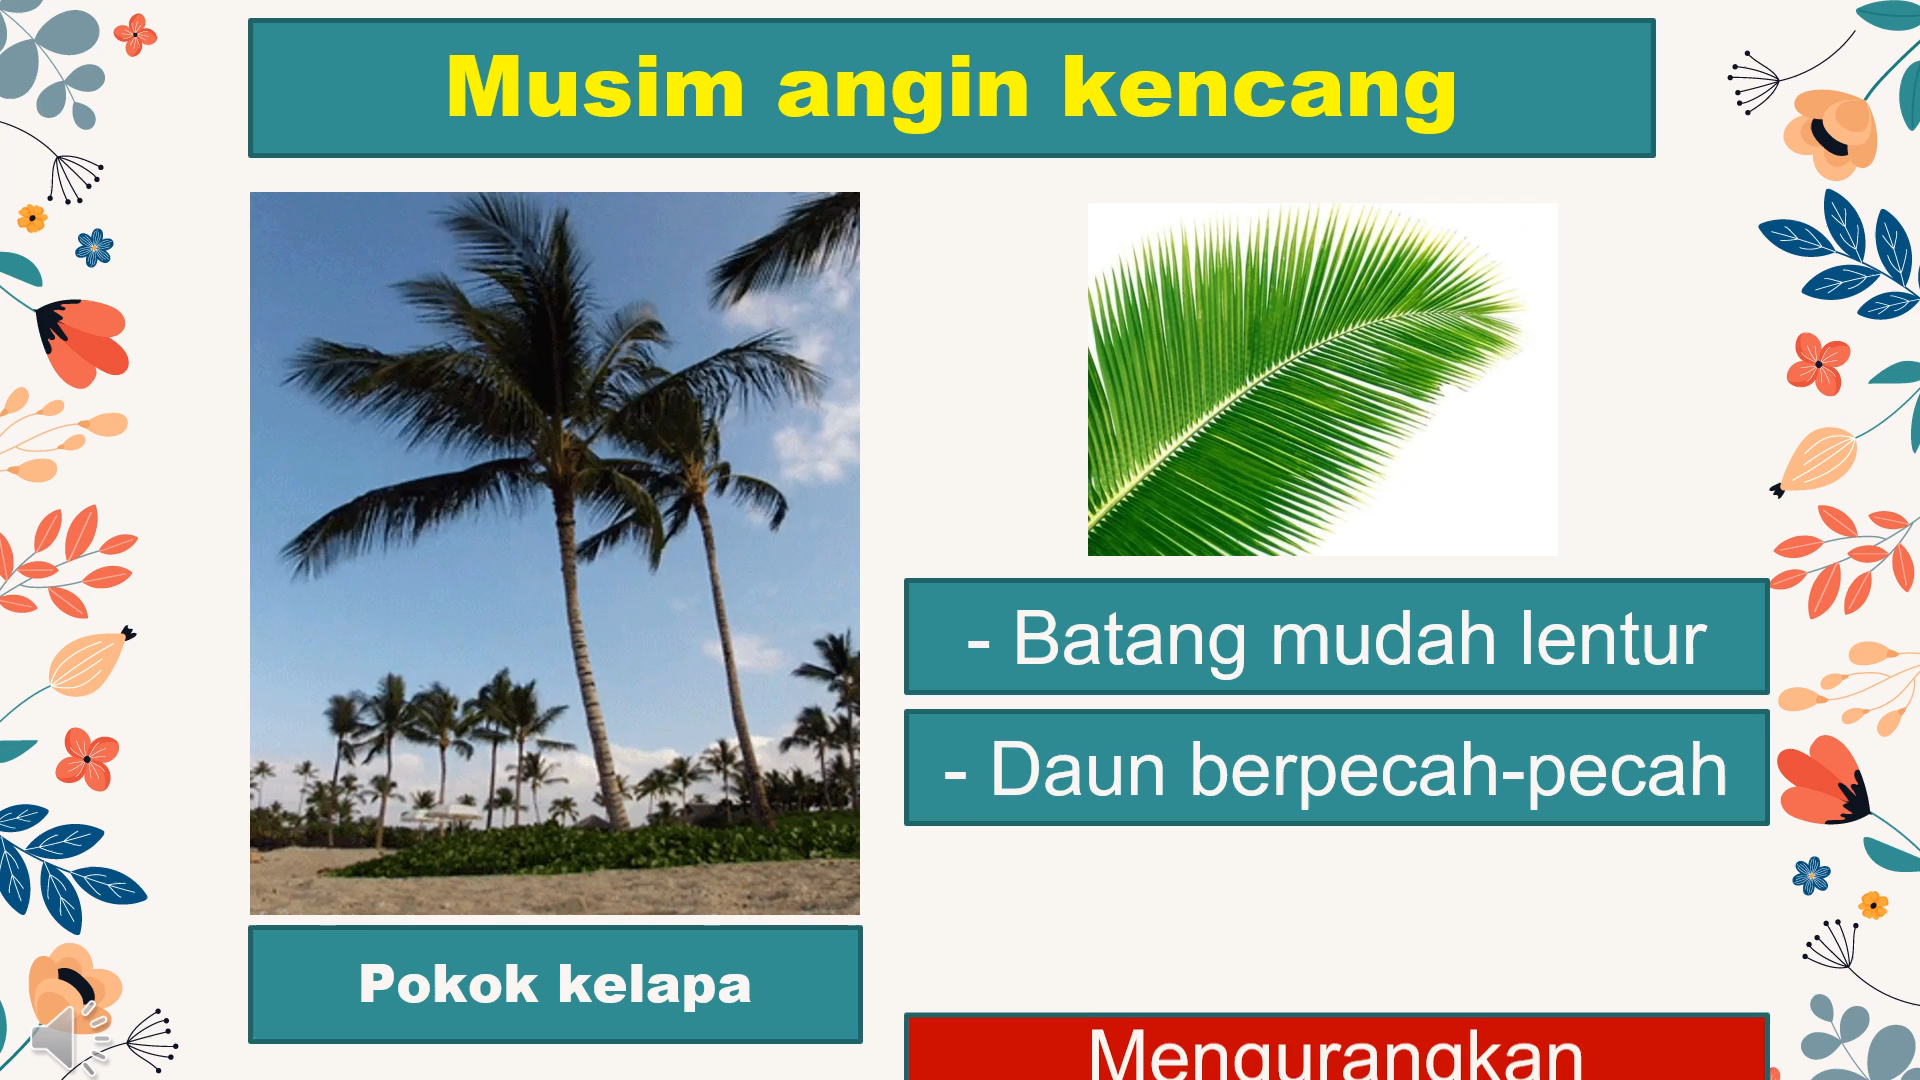 Musim angin kencang
- Batang mudah lentur
- Daun berpecah-pecah
Pokok kelapa
Mengurangkan